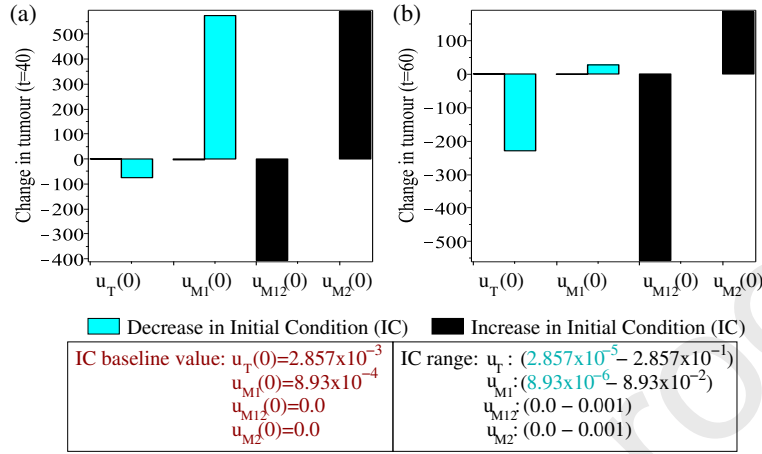 (a)
(b)
Change in tumour (t=40)
500
400
300
200
100
0
−100
−200
−300
−400
u_T(0) u_M1(0) u_M12(0) u_M2(0)
Change in tumour (t=60)
100
0
−100
−200
−300
−400
−500
u_T(0) u_M1(0) u_M12(0) u_M2(0)
Decrease in Initial Condition (IC) Increase in Initial Condition (IC)
IC baseline value: u_T(0)=2.857x10^−3
u_M1(0)=8.93x10^−4
u_M12(0)=0.0
u_M2(0)=0.0
IC range: u_T: (2.857x10^−5 − 2.857x10^−1)
u_M1: (8.93x10^−6 − 8.93x10^−2)
u_M12: (0.0 − 0.001)
u_M2: (0.0 − 0.001)